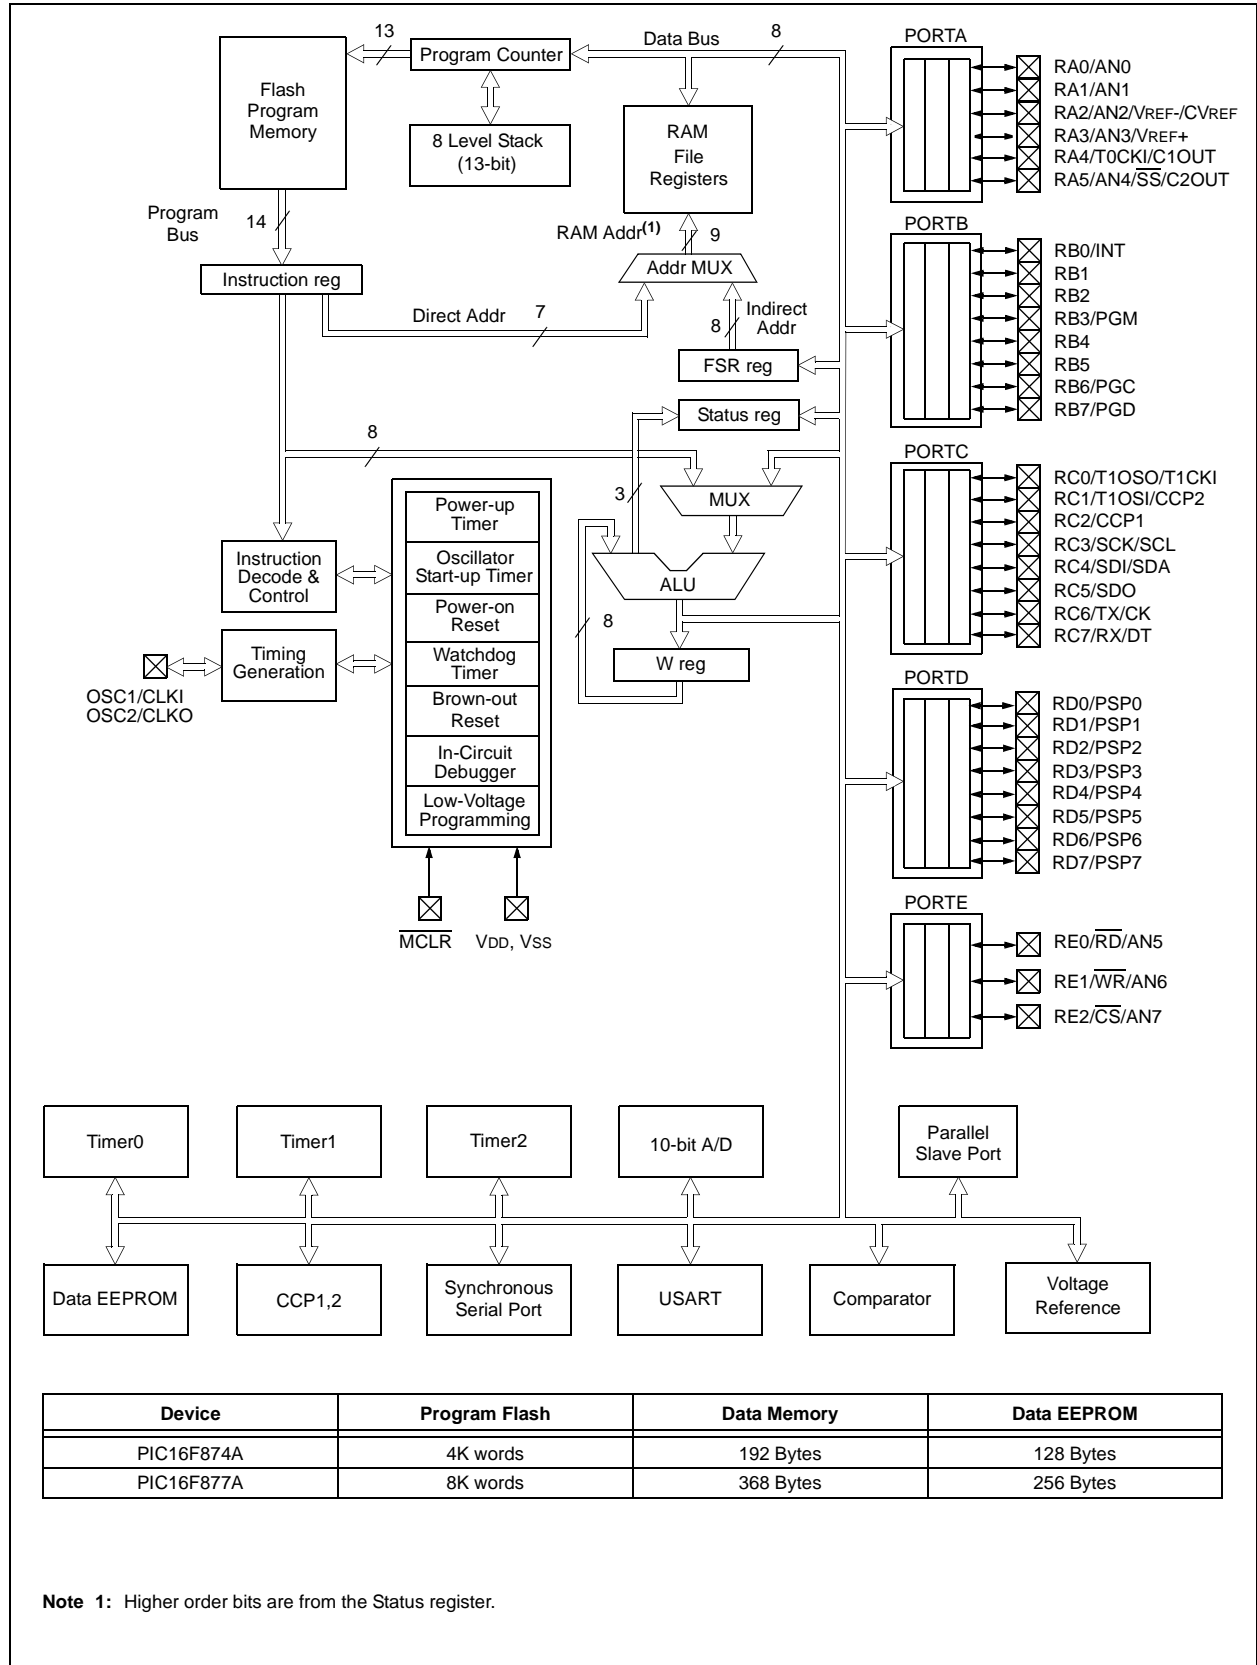 13
Program Counter
Data Bus
8
PORTA
Flash
Program
Memory
8 Level Stack
(13-bit)
RAM
File
Registers
RA0/AN0
RA1/AN1
RA2/AN2/VREF-/CVREF
RA3/AN3/VREF+
RA4/T0CKI/C1OUT
RA5/AN4/SS/C2OUT
Program
Bus
14
RAM Addr(1)
9
PORTB
Instruction reg
Addr MUX
Direct Addr
7
8
Indirect
Addr
FSR reg
RB0/INT
RB1
RB2
RB3/PGM
RB4
RB5
RB6/PGC
RB7/PGD
Status reg
8
3
MUX
PORTC
RC0/T1OSO/T1CKI
RC1/T1OSI/CCP2
RC2/CCP1
RC3/SCK/SCL
RC4/SDI/SDA
RC5/SDO
RC6/TX/CK
RC7/RX/DT
Power-up
Timer
Oscillator
Start-up Timer
Power-on
Reset
Watchdog
Timer
Brown-out
Reset
In-Circuit
Debugger
Low-Voltage
Programming
Instruction
Decode &
Control
Timing
Generation
OSC1/CLKI
OSC2/CLKO
ALU
8
W reg
MCLR
VDD, VSS
PORTD
RD0/PSP0
RD1/PSP1
RD2/PSP2
RD3/PSP3
RD4/PSP4
RD5/PSP5
RD6/PSP6
RD7/PSP7
PORTE
RE0/RD/AN5
RE1/WR/AN6
RE2/CS/AN7
Timer0
Timer1
Timer2
10-bit A/D
Parallel
Slave Port
Data EEPROM
CCP1,2
Synchronous
Serial Port
USART
Comparator
Voltage
Reference
Device Program Flash Data Memory Data EEPROM
PIC16F874A 4K words 192 Bytes 128 Bytes
PIC16F877A 8K words 368 Bytes 256 Bytes
Note 1: Higher order bits are from the Status register.